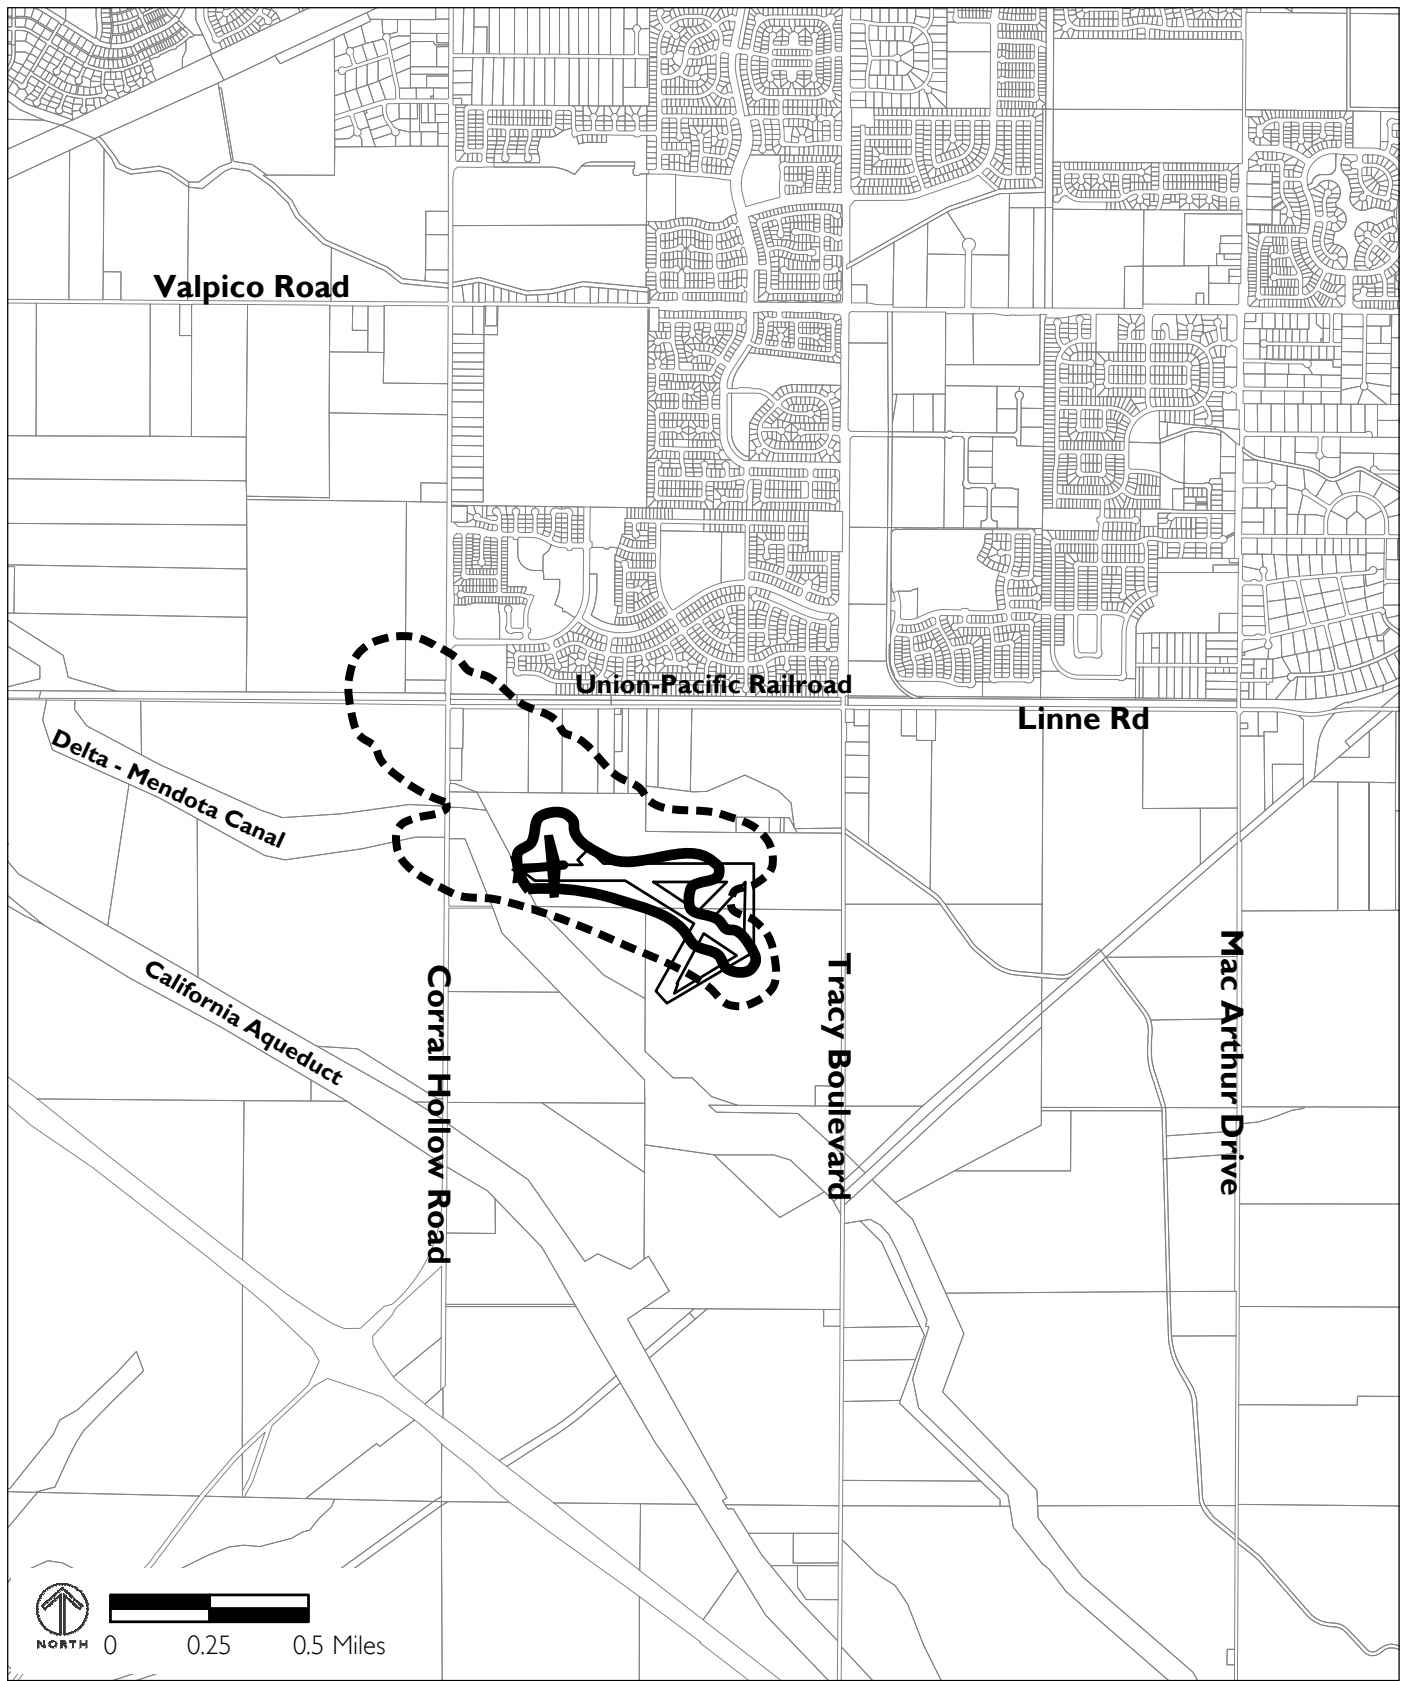 Valpico Road
Union-Pacific Railroad
Linne Rd
Delta - Mendota Canal
California Aqueduct
Corral Hollow Road
Tracy Boulevard
Mac Arthur Drive
NORTH
0 0.25 0.5 Miles